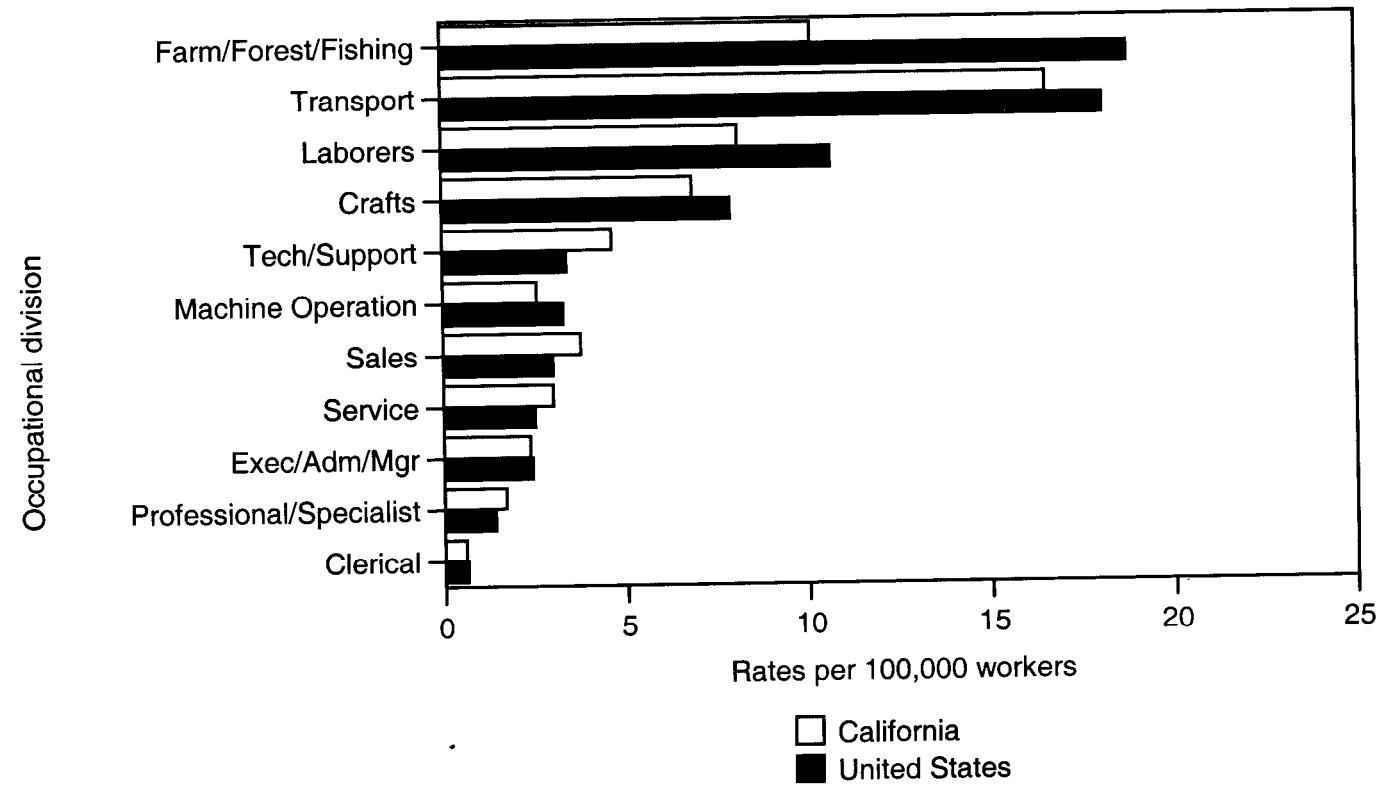 Farm/Forest/Fishing
Transport
Laborers
Crafts
Tech/Support
Machine Operation
Sales
Service
Exec/Adm/Mgr
Professional/Specialist
Clerical
Occupational division
0 5 10 15 20 25
Rates per 100,000 workers
California
United States